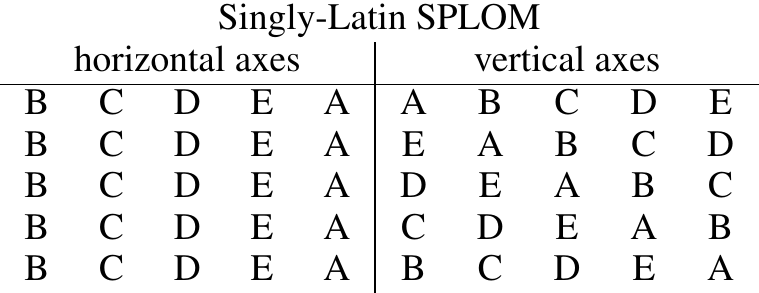 Singly-Latin SPLOM
horizontal axes vertical axes
B C D E A A B C D E
B C D E A E A B C D
B C D E A D E A B C
B C D E A C D E A B
B C D E A B C D E A